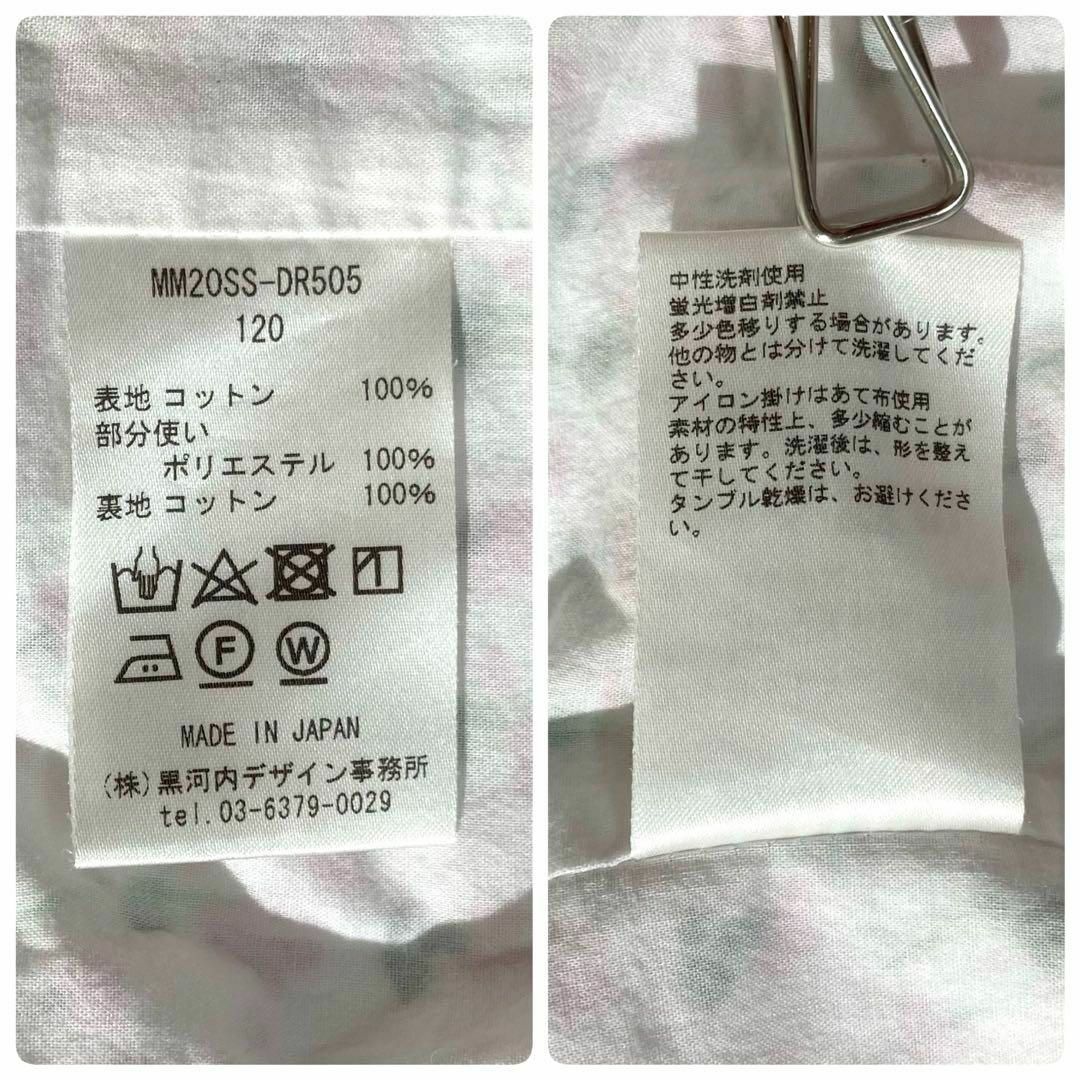 MM20SS-DR505
120
表地 コットン 100%
部分使い
ポリエステル 100%
裏地 コットン 100%
F W
MADE IN JAPAN
(株)黒河内デザイン事務所
tel.03-6379-0029
中性洗剤使用
蛍光増白剤禁止
多少色移りする場合があります。
他の物とは分けて洗濯してくだ
さい。
アイロン掛けはあて布使用
素材の特性上、多少縮むことが
あります。洗濯後は、形を整え
て干してください。
タンブル乾燥は、お避けくださ
い。